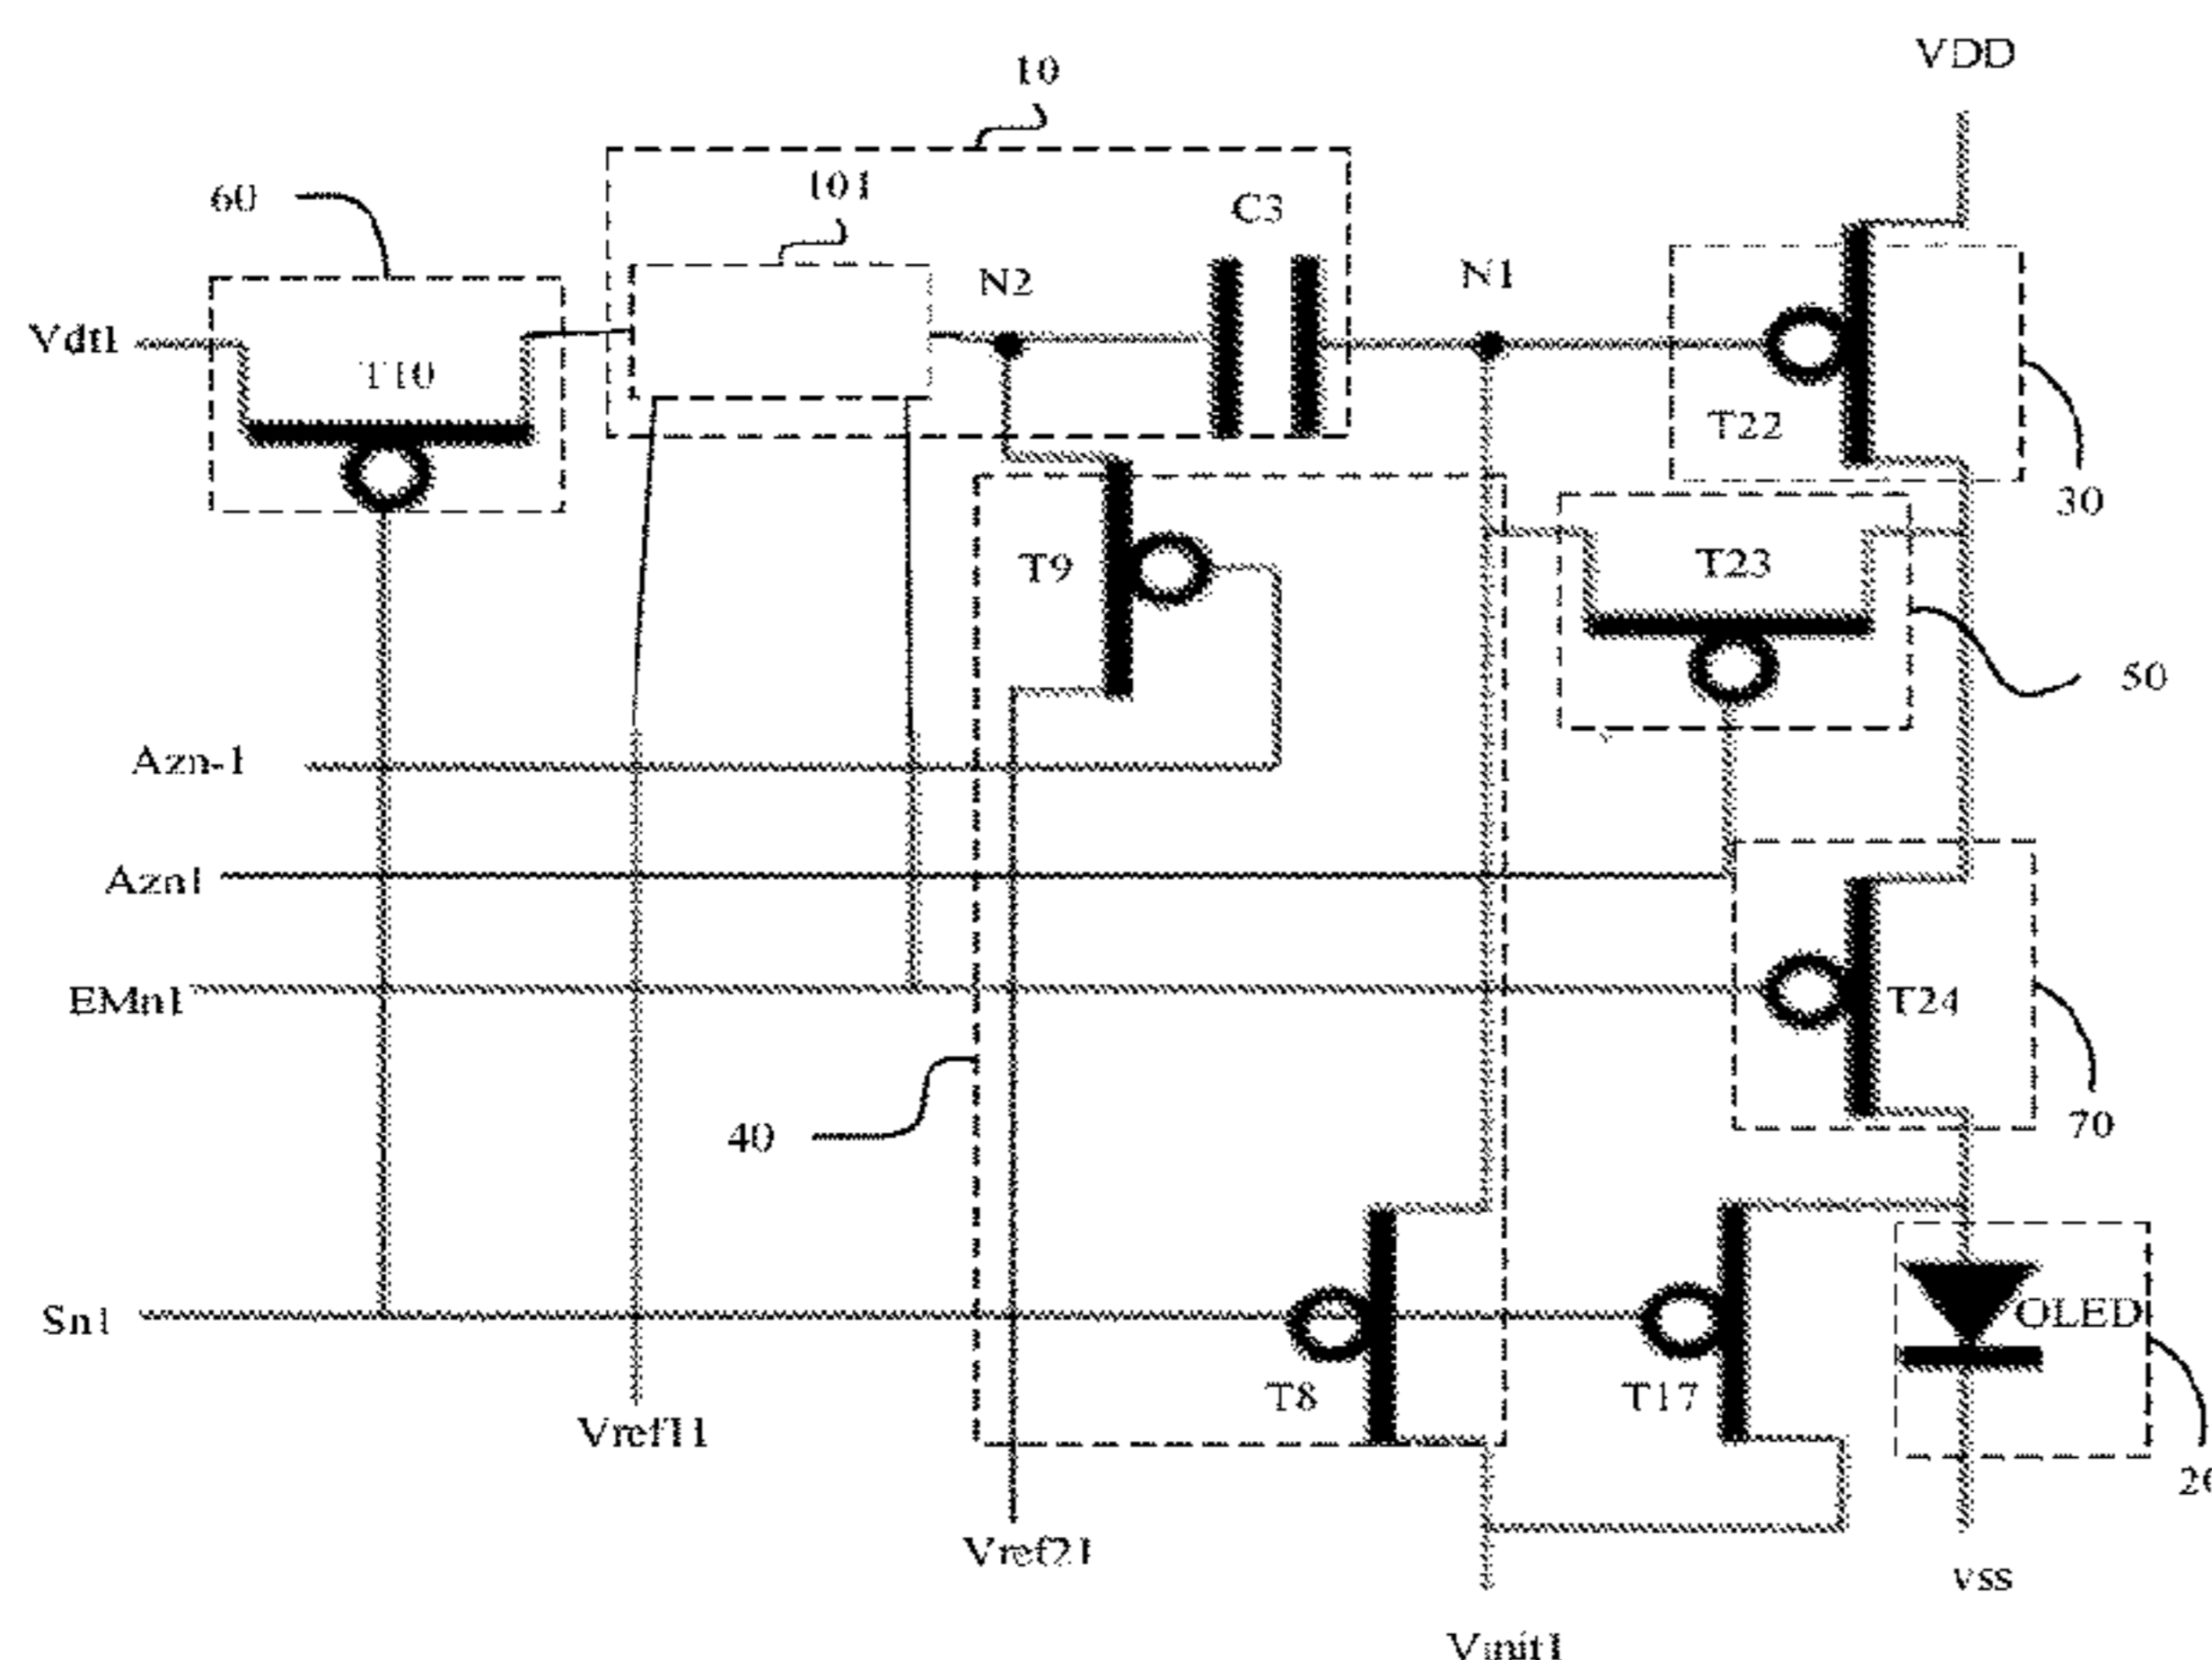 VDD
10
101
60
C3
N2
N1
Vdt1
T10
T22
30
T9
T23
50
Azn-1
Azn1
EMn1
T24
70
40
Sn1
OLED
T8
T17
Vref11
20
Vref21
vss
Vinit1